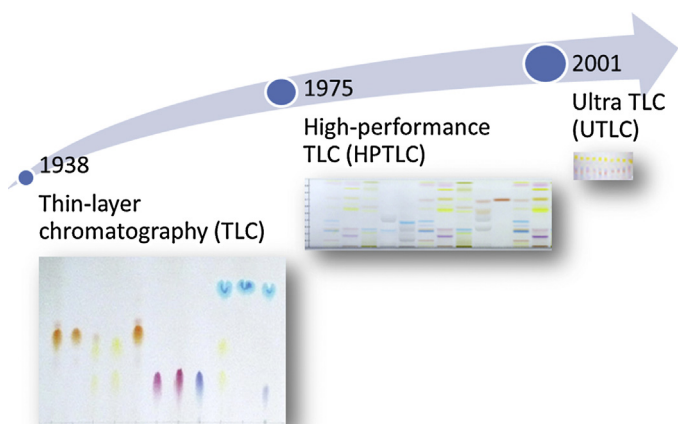 1938
Thin-layer
chromatography (TLC)
1975
High-performance
TLC (HPTLC)
2001
Ultra TLC
(UTLC)